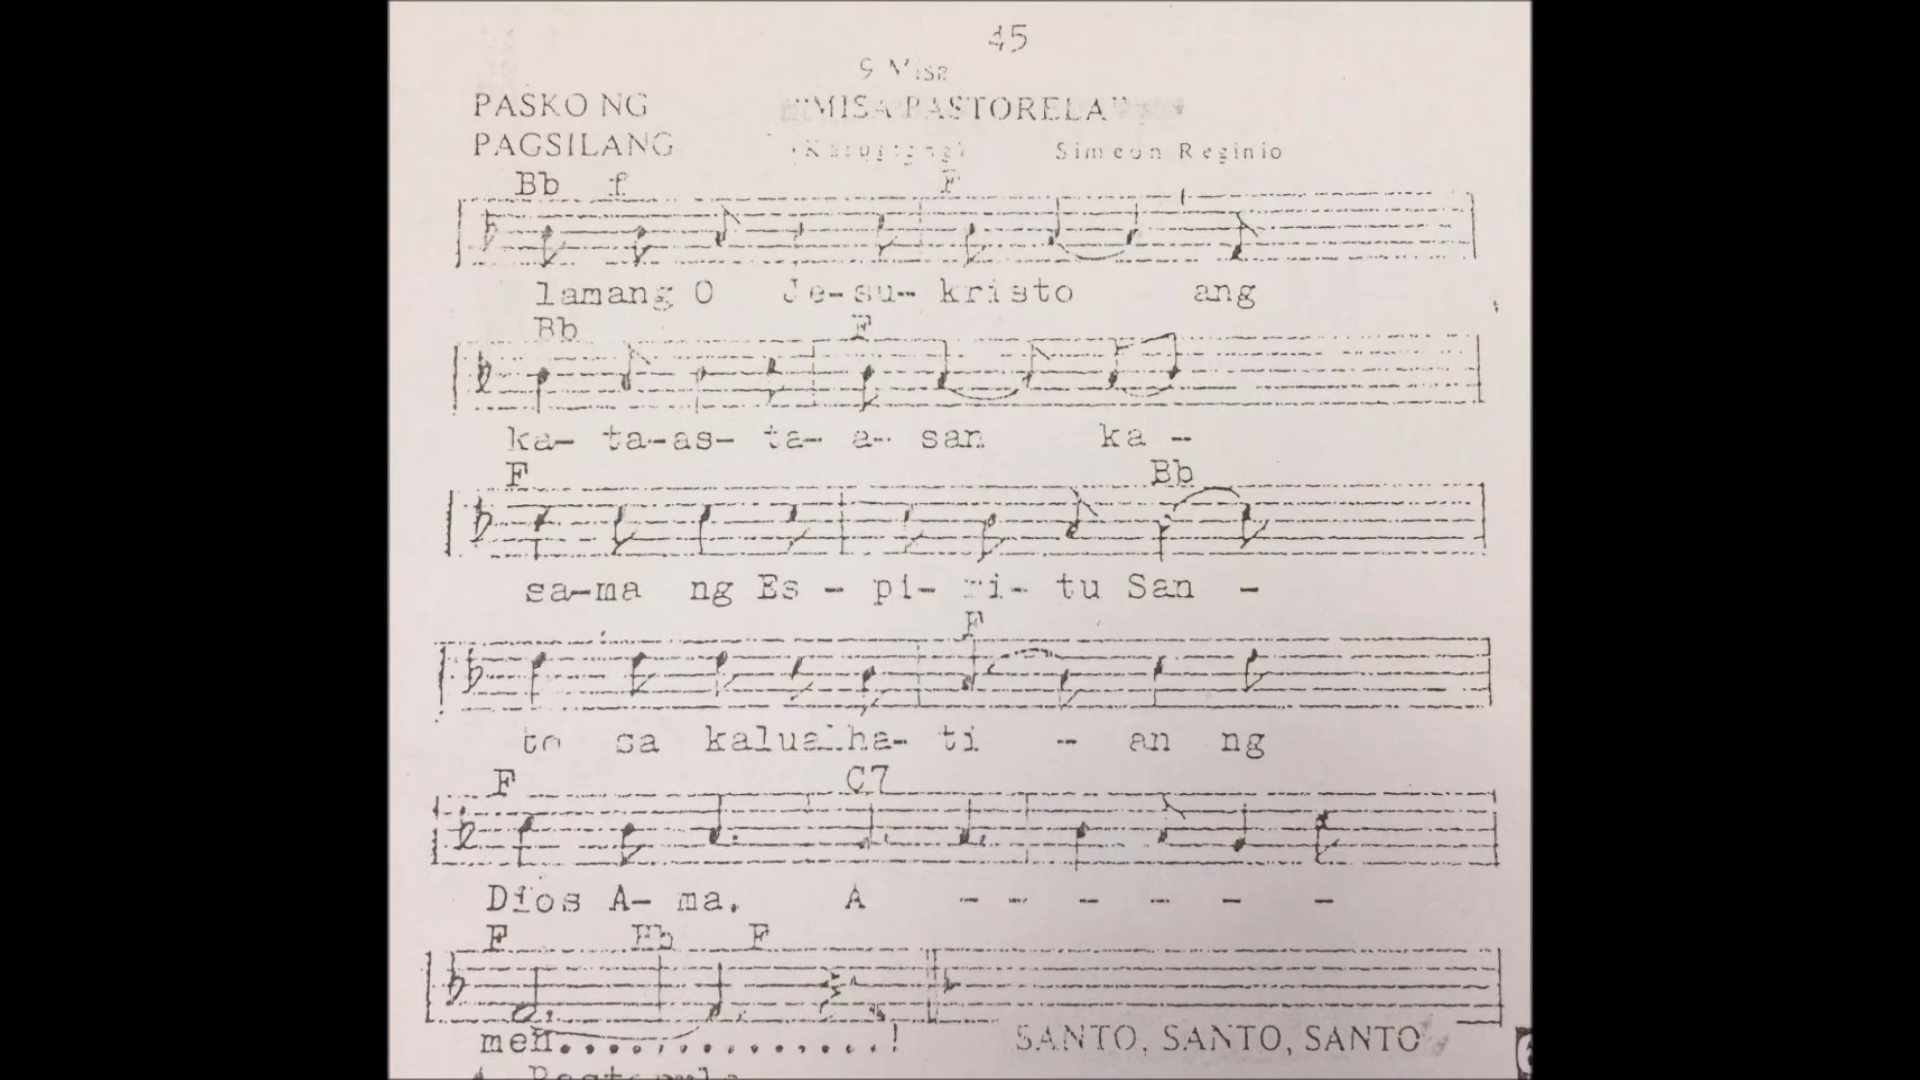 45
9 Misa
PASKO NG "MISA PASTORELA"
PAGSILANG Simeon Reginio
Bb f F
lamang O Je-su- kristo ang
Bb F
ka- ta-as- ta- a- san ka -
F Bb
sa-ma ng Es - pi- ri- tu San -
F
to sa kalualha- ti - an ng
F C7
Dios A- ma. A - - - - - -
F Bb F
men..............!
SANTO, SANTO, SANTO